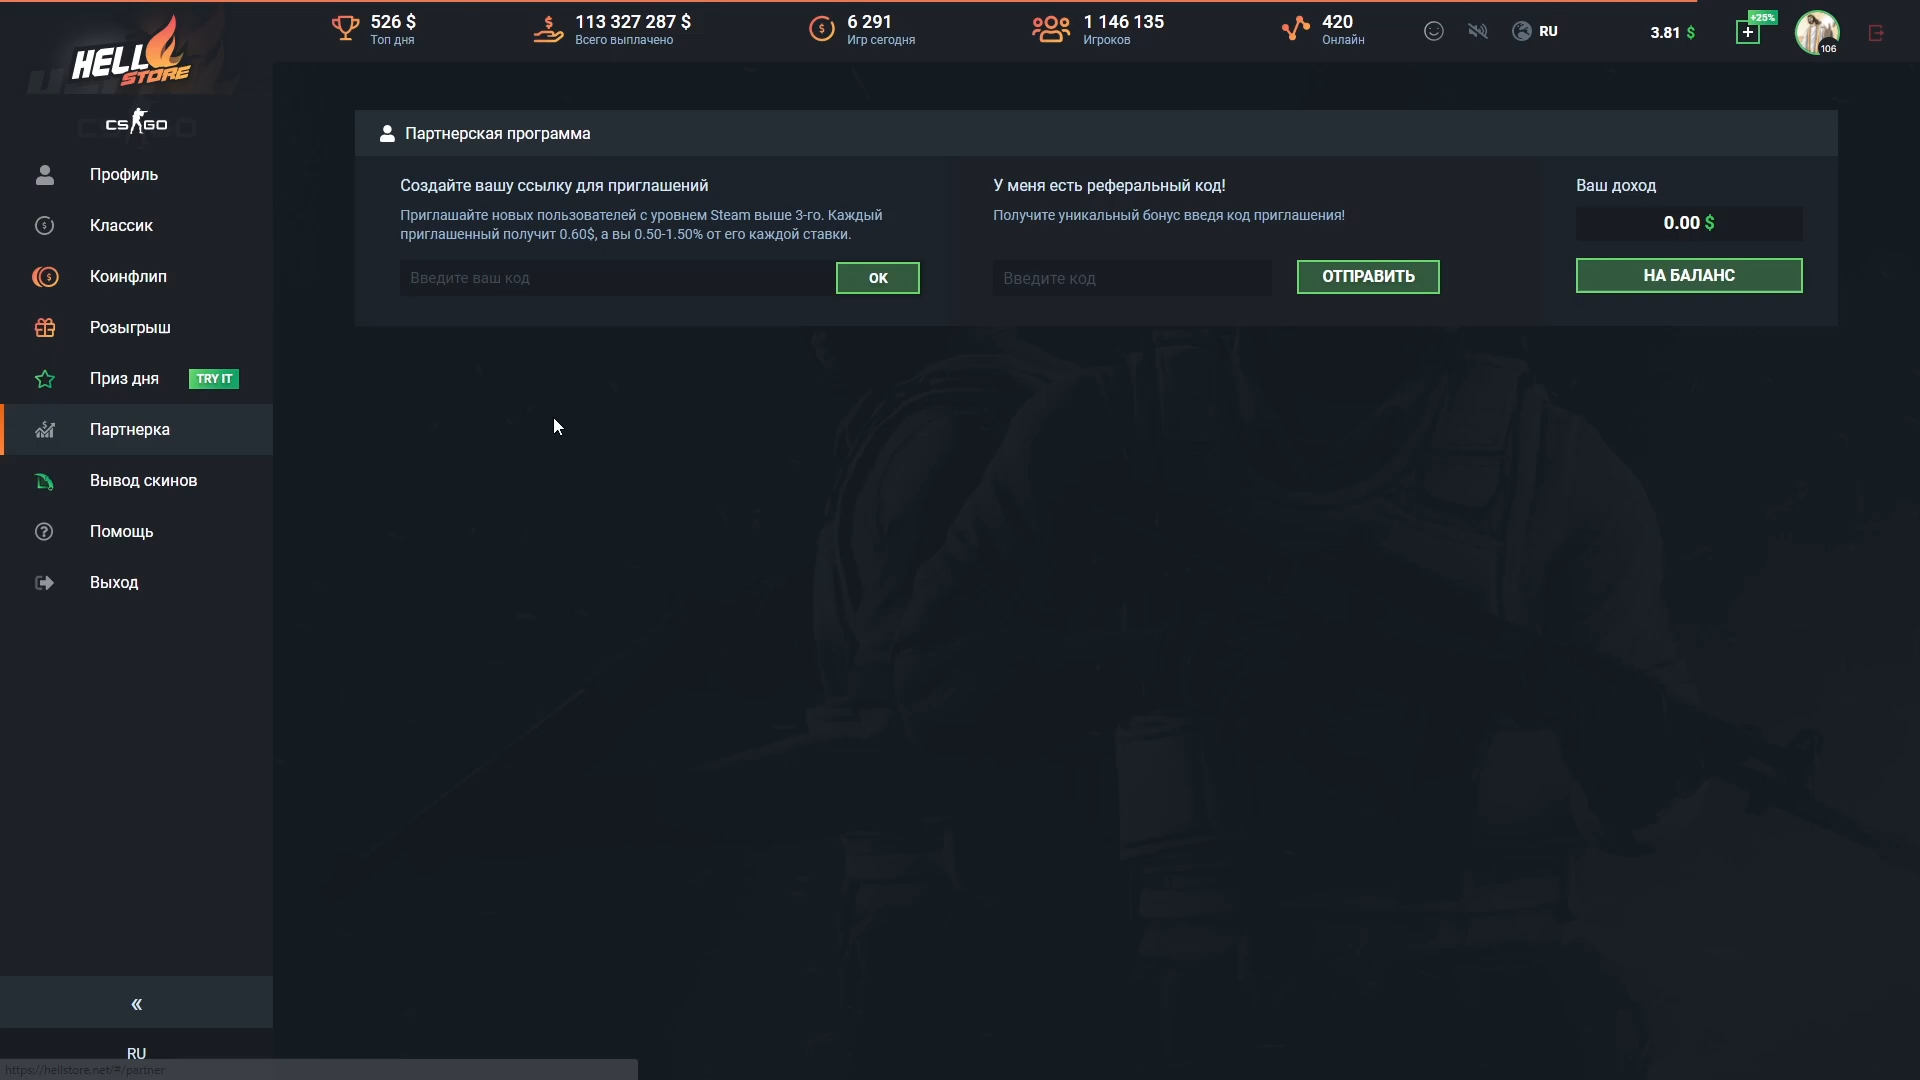 HELL
STORE
CS GO
526 $
Топ дня
113 327 287 $
Всего выплачено
6 291
Игр сегодня
1 146 135
Игроков
420
Онлайн
RU
3.81 $
+25%
106
Профиль
Классик
Коинфлип
Розыгрыш
Приз дня
TRY IT
Партнерка
Вывод скинов
Помощь
Выход
«
RU
Партнерская программа
Создайте вашу ссылку для приглашений
Приглашайте новых пользователей с уровнем Steam выше 3-го. Каждый
приглашенный получит 0.60$, а вы 0.50-1.50% от его каждой ставки.
Введите ваш код
OK
У меня есть реферальный код!
Получите уникальный бонус введя код приглашения!
Введите код
ОТПРАВИТЬ
Ваш доход
0.00 $
НА БАЛАНС
https://hellstore.net/#/partner